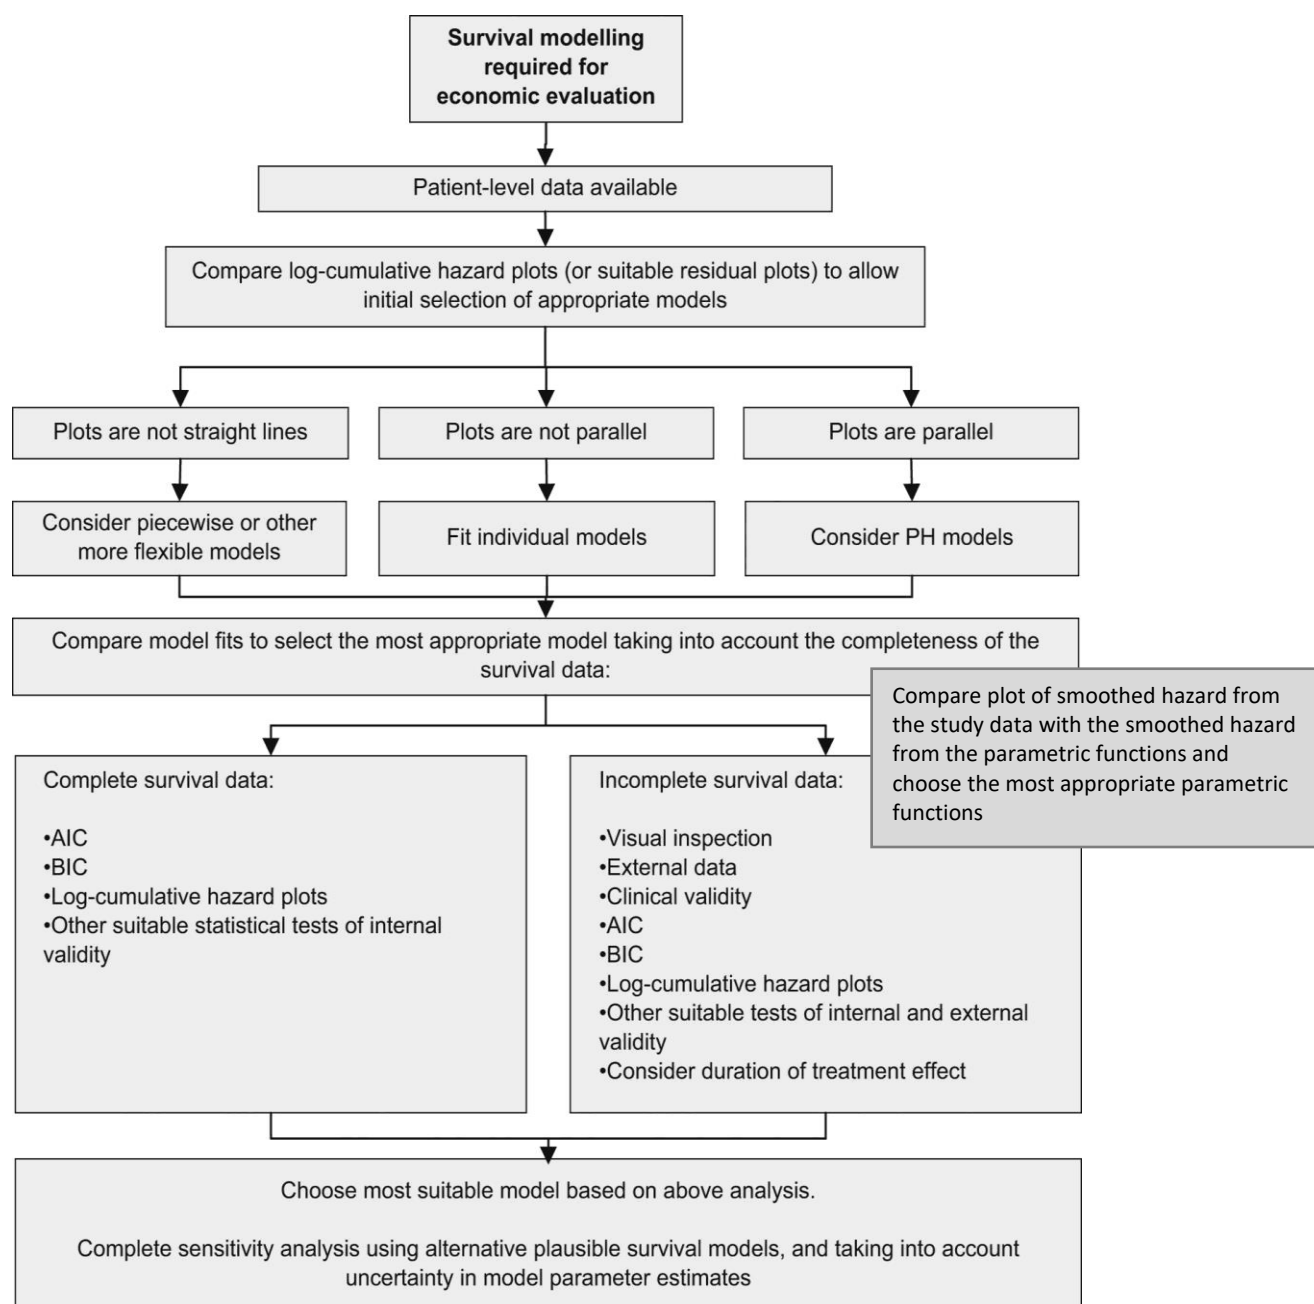 Survival modelling
required for
economic evaluation
Patient-level data available
Compare log-cumulative hazard plots (or suitable residual plots) to allow
initial selection of appropriate models
Plots are not straight lines
Plots are not parallel
Plots are parallel
Consider piecewise or other
more flexible models
Fit individual models
Consider PH models
Compare model fits to select the most appropriate model taking into account the completeness of the
survival data:
Compare plot of smoothed hazard from
the study data with the smoothed hazard
from the parametric functions and
choose the most appropriate parametric
functions
Complete survival data:
•AIC
•BIC
•Log-cumulative hazard plots
•Other suitable statistical tests of internal
validity
Incomplete survival data:
•Visual inspection
•External data
•Clinical validity
•AIC
•BIC
•Log-cumulative hazard plots
•Other suitable tests of internal and external
validity
•Consider duration of treatment effect
Choose most suitable model based on above analysis.
Complete sensitivity analysis using alternative plausible survival models, and taking into account
uncertainty in model parameter estimates